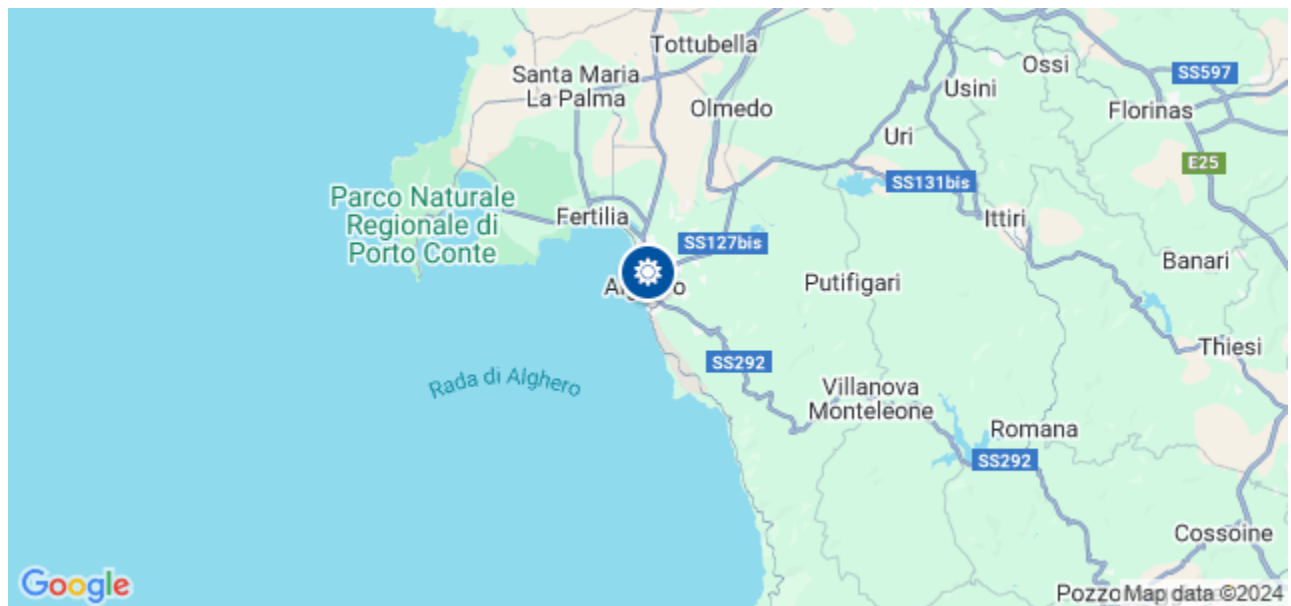 Tottubella
Ossi
Santa Maria
La Palma
SS597
Usini
Olmedo
Florinas
Uri
E25
SS131bis
Parco Naturale
Regionale di
Porto Conte
Fertilia
Ittiri
SS127bis
Banari
Putifigari
Thiesi
SS292
Rada di Alghero
Villanova
Monteleone
Romana
SS292
Cossoine
Google
Pozzo
Map data ©2024